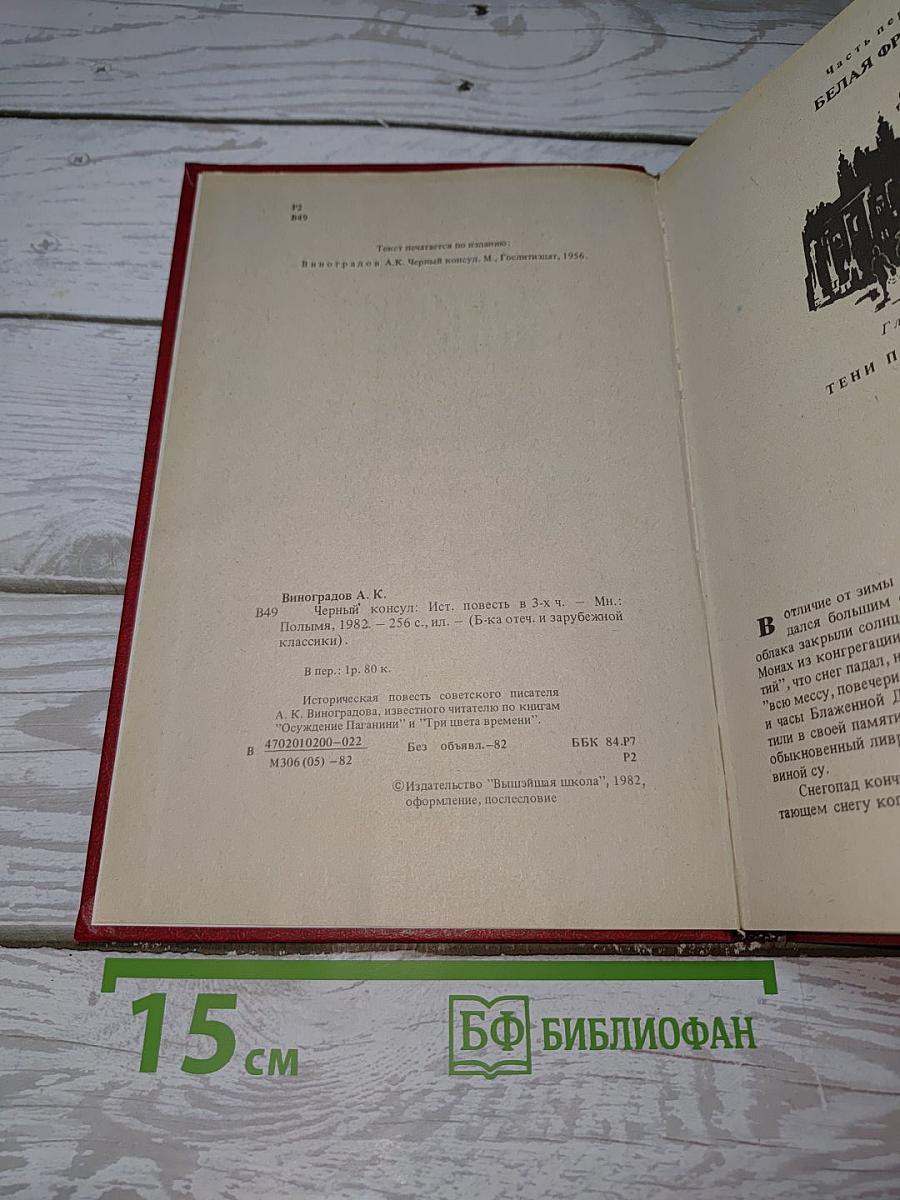 Р2
В49
Текст печатается по изданию:
Виноградов А.К. Черный консул. М., Гослитиздат, 1956.
Виноградов А. К.
В49 Черный консул: Ист. повесть в 3-х ч. — Мн.:
Полымя, 1982. — 256 с., ил. — (Б-ка отеч. и зарубежной
классики).
В пер.: 1р. 80 к.
Историческая повесть советского писателя
А. К. Виноградова, известного читателю по книгам
"Осуждение Паганини" и "Три цвета времени".
В 4702010200—022
М306(05) —82
Без объявл.—82
ББК 84.Р7
Р2
©Издательство "Вышэйшая школа", 1982,
оформление, послесловие
Часть пе
БЕЛАЯ ФР
Гл
ТЕНИ П
В отличие от зимы
дался большим
облака закрыли солнц
Монах из конгрегации
тий", что снег падал, н
"всю мессу, повечери
и часы Блаженной Д
тили в своей памяти
обыкновенный ливр
виной су.
Снегопад конч
тающем снегу ког
15 см
БФ БИБЛИОФАН